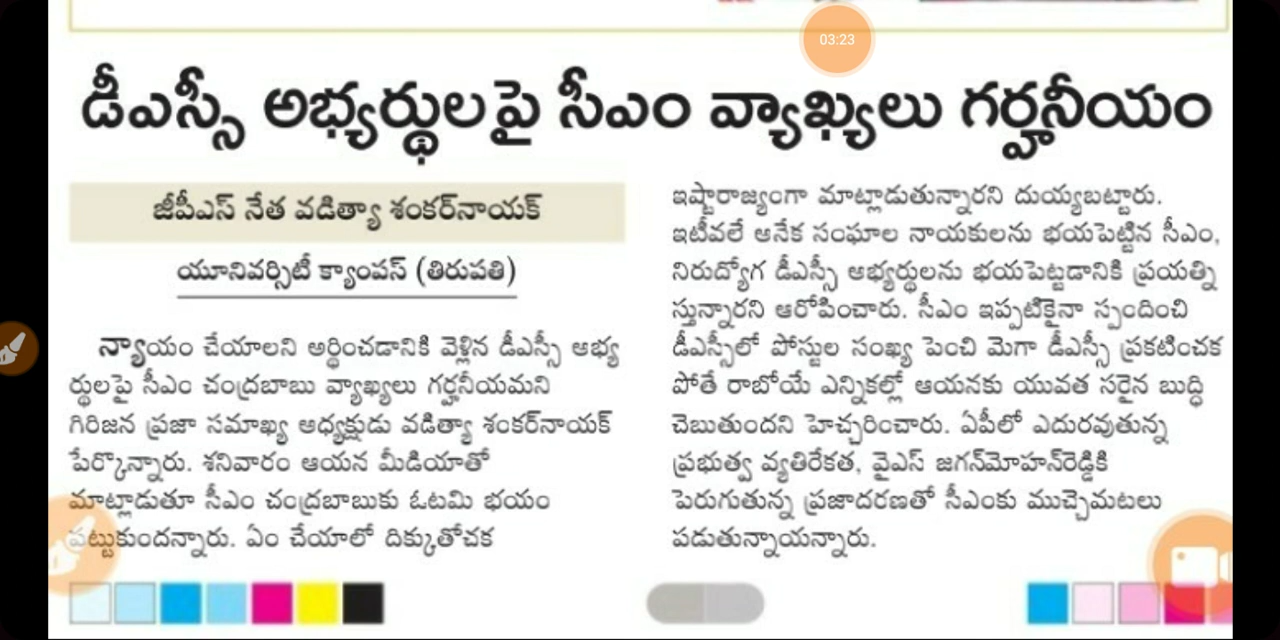 03:23
డీఎస్సీ అభ్యర్థులపై సీఎం వ్యాఖ్యలు గర్హనీయం
జీపీఎస్ నేత వడిత్యా శంకర్‌నాయక్
యూనివర్సిటీ క్యాంపస్ (తిరుపతి)
న్యాయం చేయాలని అర్థించడానికి వెళ్లిన డీఎస్సీ అభ్య
ర్థులపై సీఎం చంద్రబాబు వ్యాఖ్యలు గర్హనీయమని
గిరిజన ప్రజా సమాఖ్య అధ్యక్షుడు వడిత్యా శంకర్‌నాయక్
పేర్కొన్నారు. శనివారం ఆయన మీడియాతో
మాట్లాడుతూ సీఎం చంద్రబాబుకు ఓటమి భయం
పట్టుకుందన్నారు. ఏం చేయాలో దిక్కుతోచక
ఇష్టారాజ్యంగా మాట్లాడుతున్నారని దుయ్యబట్టారు.
ఇటీవలే అనేక సంఘాల నాయకులను భయపెట్టిన సీఎం,
నిరుద్యోగ డీఎస్సీ అభ్యర్థులను భయపెట్టడానికి ప్రయత్ని
స్తున్నారని ఆరోపించారు. సీఎం ఇప్పటికైనా స్పందించి
డీఎస్సీలో పోస్టుల సంఖ్య పెంచి మెగా డీఎస్సీ ప్రకటించక
పోతే రాబోయే ఎన్నికల్లో ఆయనకు యువత సరైన బుద్ధి
చెబుతుందని హెచ్చరించారు. ఏపీలో ఎదురవుతున్న
ప్రభుత్వ వ్యతిరేకత, వైఎస్ జగన్‌మోహన్‌రెడ్డికి
పెరుగుతున్న ప్రజాదరణతో సీఎంకు ముచ్చెమటలు
పడుతున్నాయన్నారు.